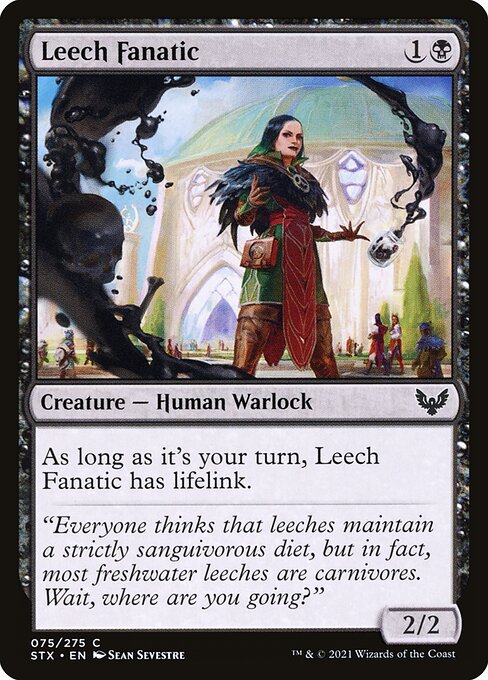 Leech Fanatic 1
Creature — Human Warlock
As long as it's your turn, Leech
Fanatic has lifelink.
“Everyone thinks that leeches maintain
a strictly sanguivorous diet, but in fact,
most freshwater leeches are carnivores.
Wait, where are you going?”
2/2
075/275 C
STX • EN Sean Sevestre
™ & © 2021 Wizards of the Coast